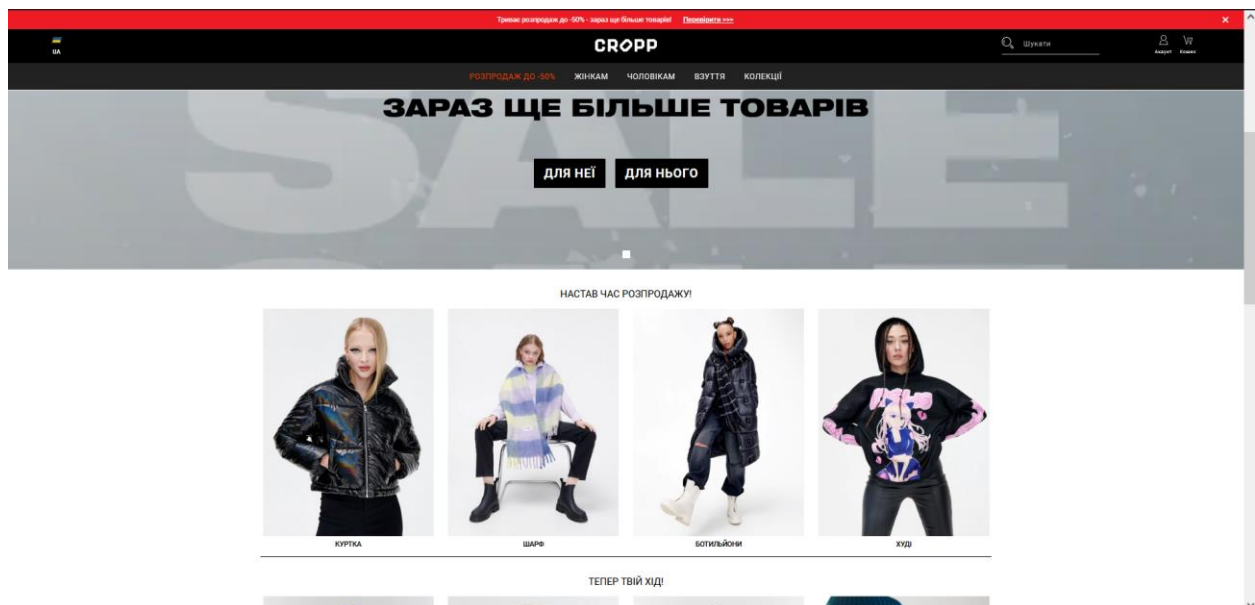 Триває розпродаж до -50% - зараз ще більше товарів! Перевірити >>>
UA
CROPP
Шукати
Акаунт Кошик
РОЗПРОДАЖ ДО -50% ЖІНКАМ ЧОЛОВІКАМ ВЗУТТЯ КОЛЕКЦІЇ
SALE
ЗАРАЗ ЩЕ БІЛЬШЕ ТОВАРІВ
ДЛЯ НЕЇ ДЛЯ НЬОГО
НАСТАВ ЧАС РОЗПРОДАЖУ!
КУРТКА ШАРФ БОТИЛЬЙОНИ ХУДІ
ТЕПЕР ТВІЙ ХІД!